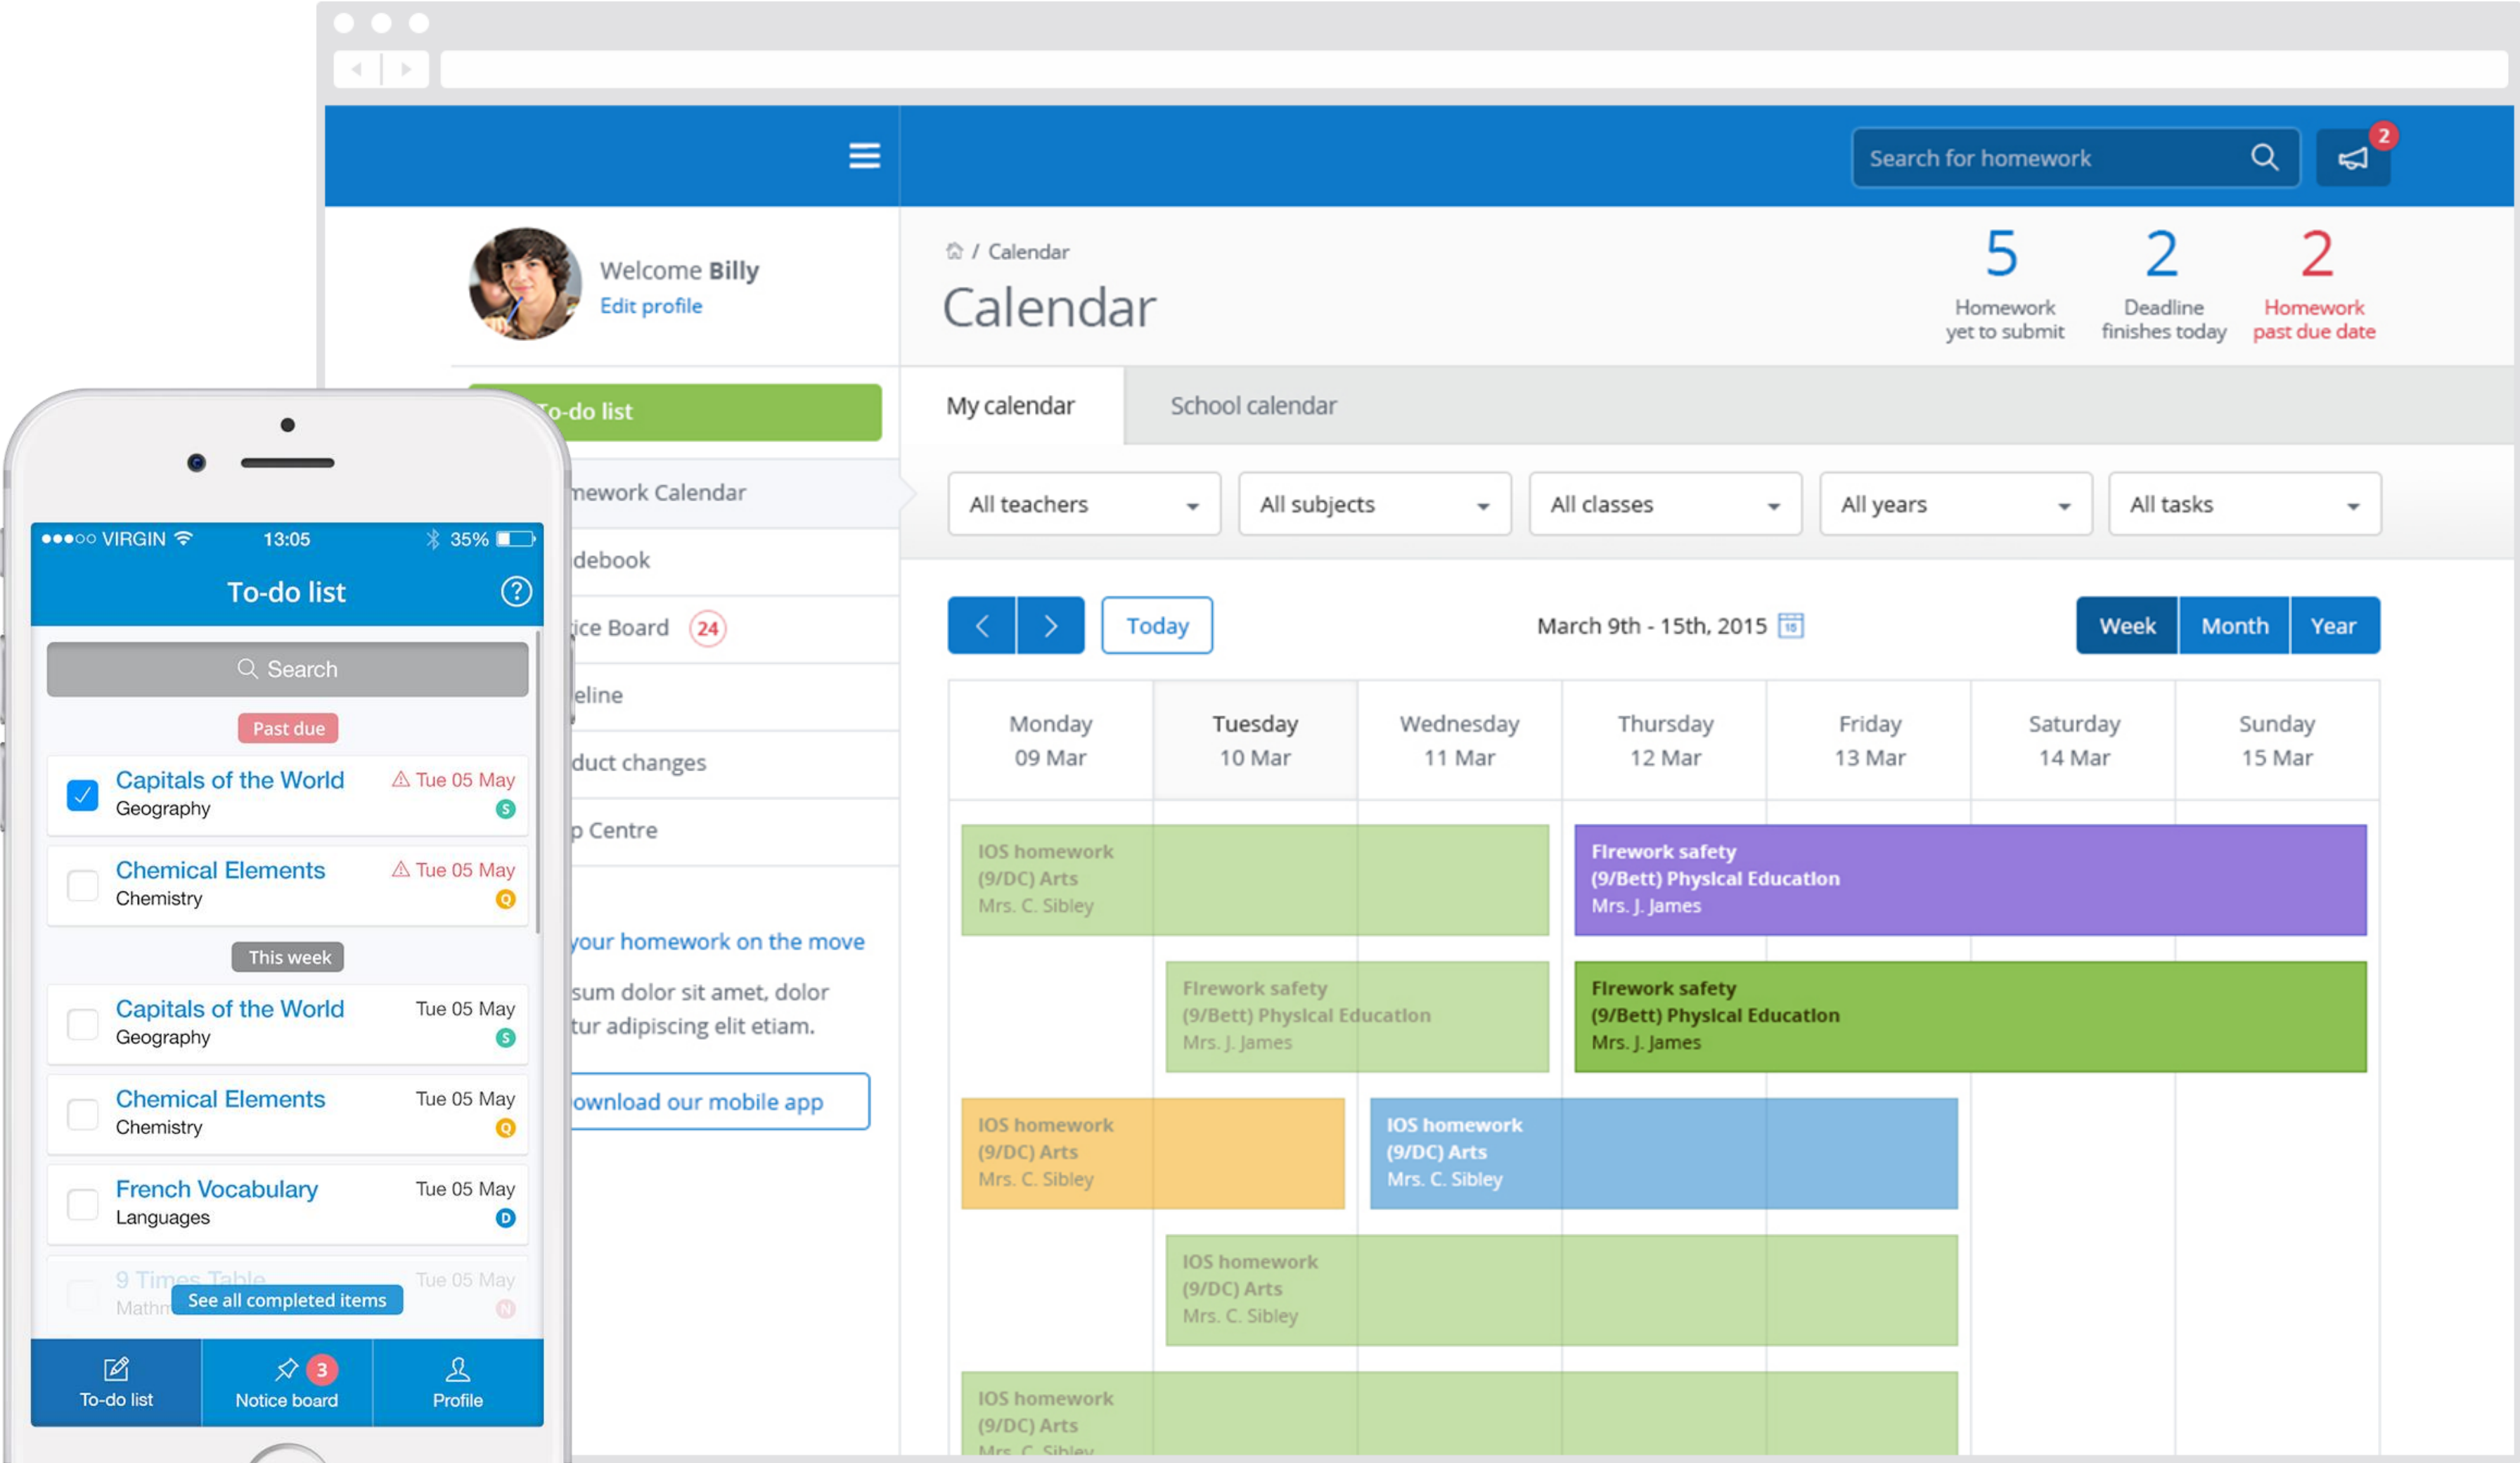 Search for homework
2
Welcome Billy
Edit profile
/ Calendar
Calendar
5
Homework
yet to submit
2
Deadline
finishes today
2
Homework
past due date
To-do list
mework Calendar
debook
ice Board 24
eline
duct changes
p Centre
your homework on the move
sum dolor sit amet, dolor
tur adipiscing elit etiam.
ownload our mobile app
My calendar
School calendar
All teachers
All subjects
All classes
All years
All tasks
Today
March 9th - 15th, 2015
15
Week
Month
Year
Monday
09 Mar
Tuesday
10 Mar
Wednesday
11 Mar
Thursday
12 Mar
Friday
13 Mar
Saturday
14 Mar
Sunday
15 Mar
IOS homework
(9/DC) Arts
Mrs. C. Sibley
Firework safety
(9/Bett) Physical Education
Mrs. J. James
Firework safety
(9/Bett) Physical Education
Mrs. J. James
Firework safety
(9/Bett) Physical Education
Mrs. J. James
IOS homework
(9/DC) Arts
Mrs. C. Sibley
IOS homework
(9/DC) Arts
Mrs. C. Sibley
IOS homework
(9/DC) Arts
Mrs. C. Sibley
IOS homework
(9/DC) Arts
Mrs. C. Sibley
VIRGIN
13:05
35%
To-do list
?
Search
Past due
Capitals of the World
Tue 05 May
Geography
S
Chemical Elements
Tue 05 May
Chemistry
Q
This week
Capitals of the World
Tue 05 May
Geography
S
Chemical Elements
Tue 05 May
Chemistry
Q
French Vocabulary
Tue 05 May
Languages
D
9 Times Table
Tue 05 May
Mathm
N
See all completed items
To-do list
3
Notice board
Profile